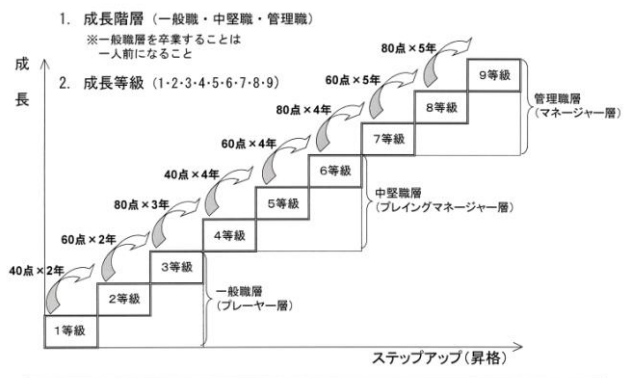 1. 成長階層(一般職・中堅職・管理職)
※一般職層を卒業することは
一人前になること
2. 成長等級(1・2・3・4・5・6・7・8・9)
成
長
80点×5年
60点×5年
80点×4年
60点×4年
40点×4年
80点×3年
60点×2年
40点×2年
9等級
8等級
7等級
6等級
5等級
4等級
3等級
2等級
1等級
管理職層
(マネージャー層)
中堅職層
(プレイングマネージャー層)
一般職層
(プレーヤー層)
ステップアップ(昇格)